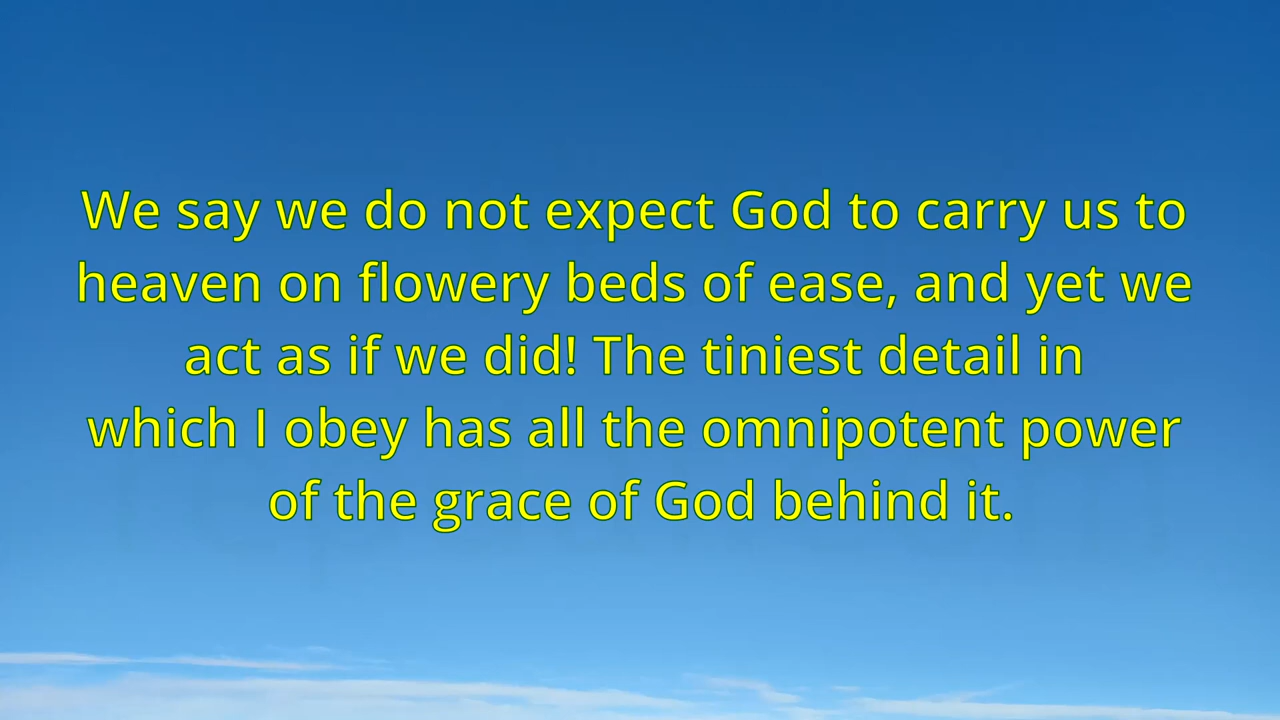 We say we do not expect God to carry us to
heaven on flowery beds of ease, and yet we
act as if we did! The tiniest detail in
which I obey has all the omnipotent power
of the grace of God behind it.